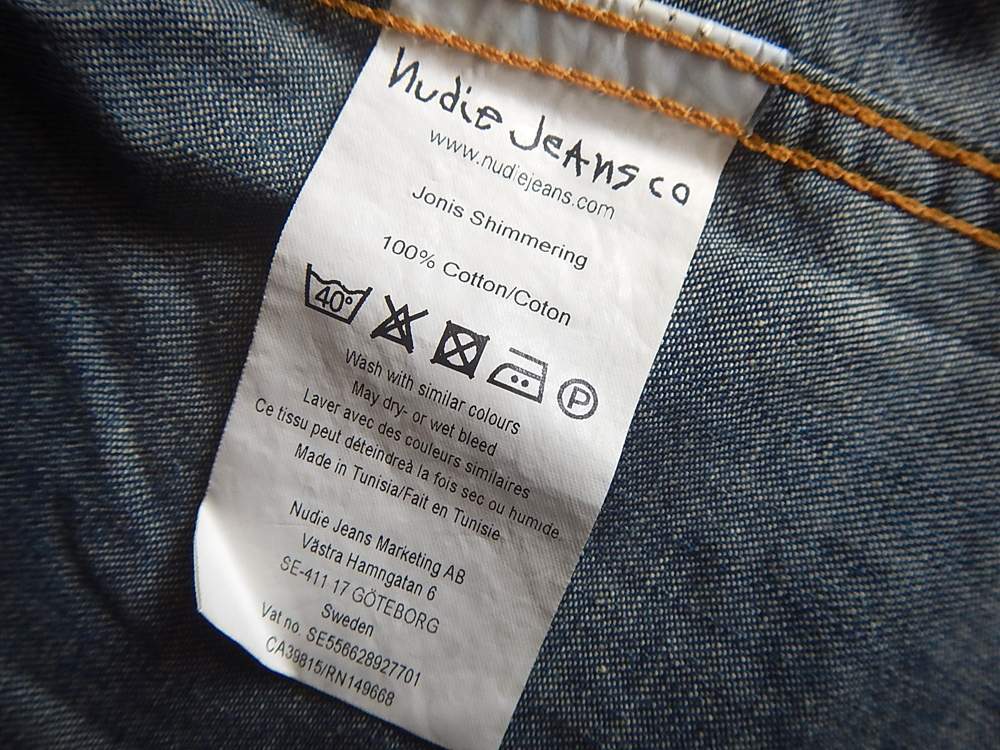 Nudie Jeans co
www.nudiejeans.com
Jonis Shimmering
100% Cotton/Coton
40°
P
Wash with similar colours
May dry- or wet bleed
Laver avec des couleurs similaires
Ce tissu peut déteindreà la fois sec ou humide.
Made in Tunisia/Fait en Tunisie
Nudie Jeans Marketing AB
Västra Hamngatan 6
SE-411 17 GÖTEBORG
Sweden
Vat no. SE556628927701
CA39815/RN149668